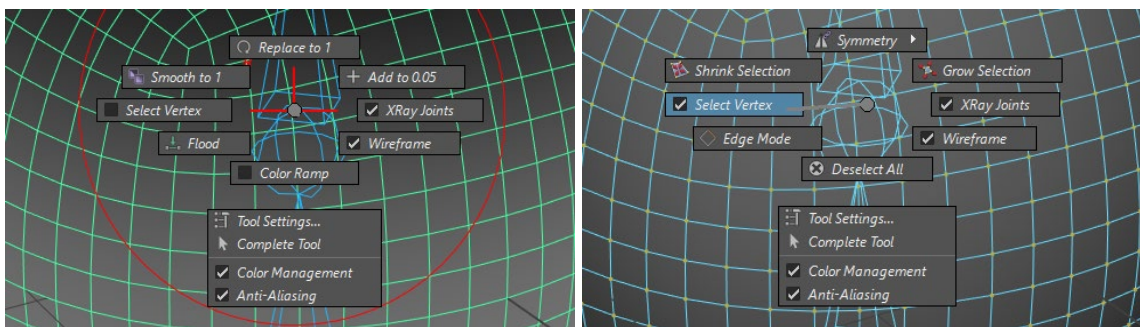 Replace to 1
Smooth to 1
Add to 0.05
Select Vertex
XRay Joints
Flood
Wireframe
Color Ramp
Tool Settings...
Complete Tool
Color Management
Anti-Aliasing
Symmetry
Shrink Selection
Grow Selection
Select Vertex
XRay Joints
Edge Mode
Wireframe
Deselect All
Tool Settings...
Complete Tool
Color Management
Anti-Aliasing